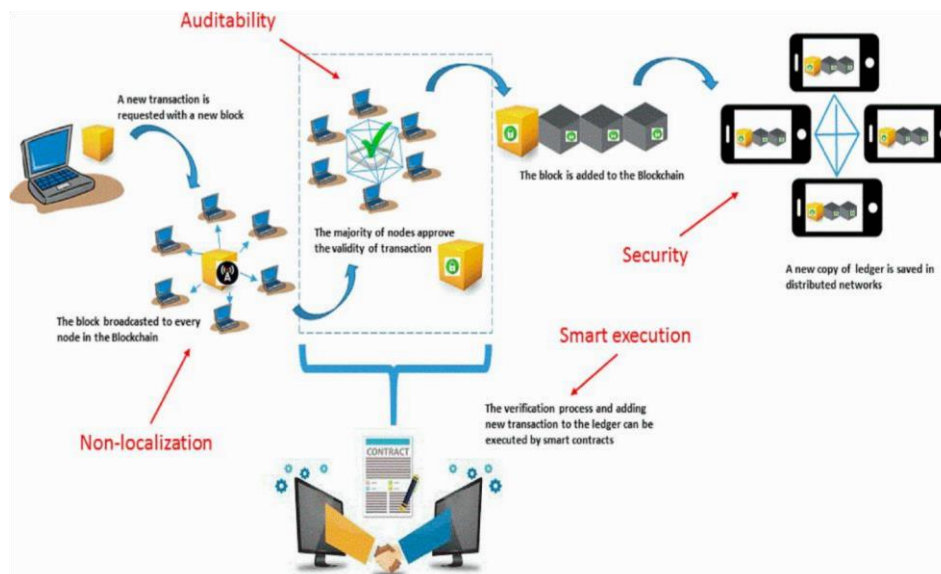 Auditability
A new transaction is
requested with a new block
The block is added to the Blockchain
The majority of nodes approve
the validity of transaction
Security
A new copy of ledger is saved in
distributed networks
The block broadcasted to every
node in the Blockchain
Smart execution
The verification process and adding
new transaction to the ledger can be
executed by smart contracts
Non-localization
CONTRACT